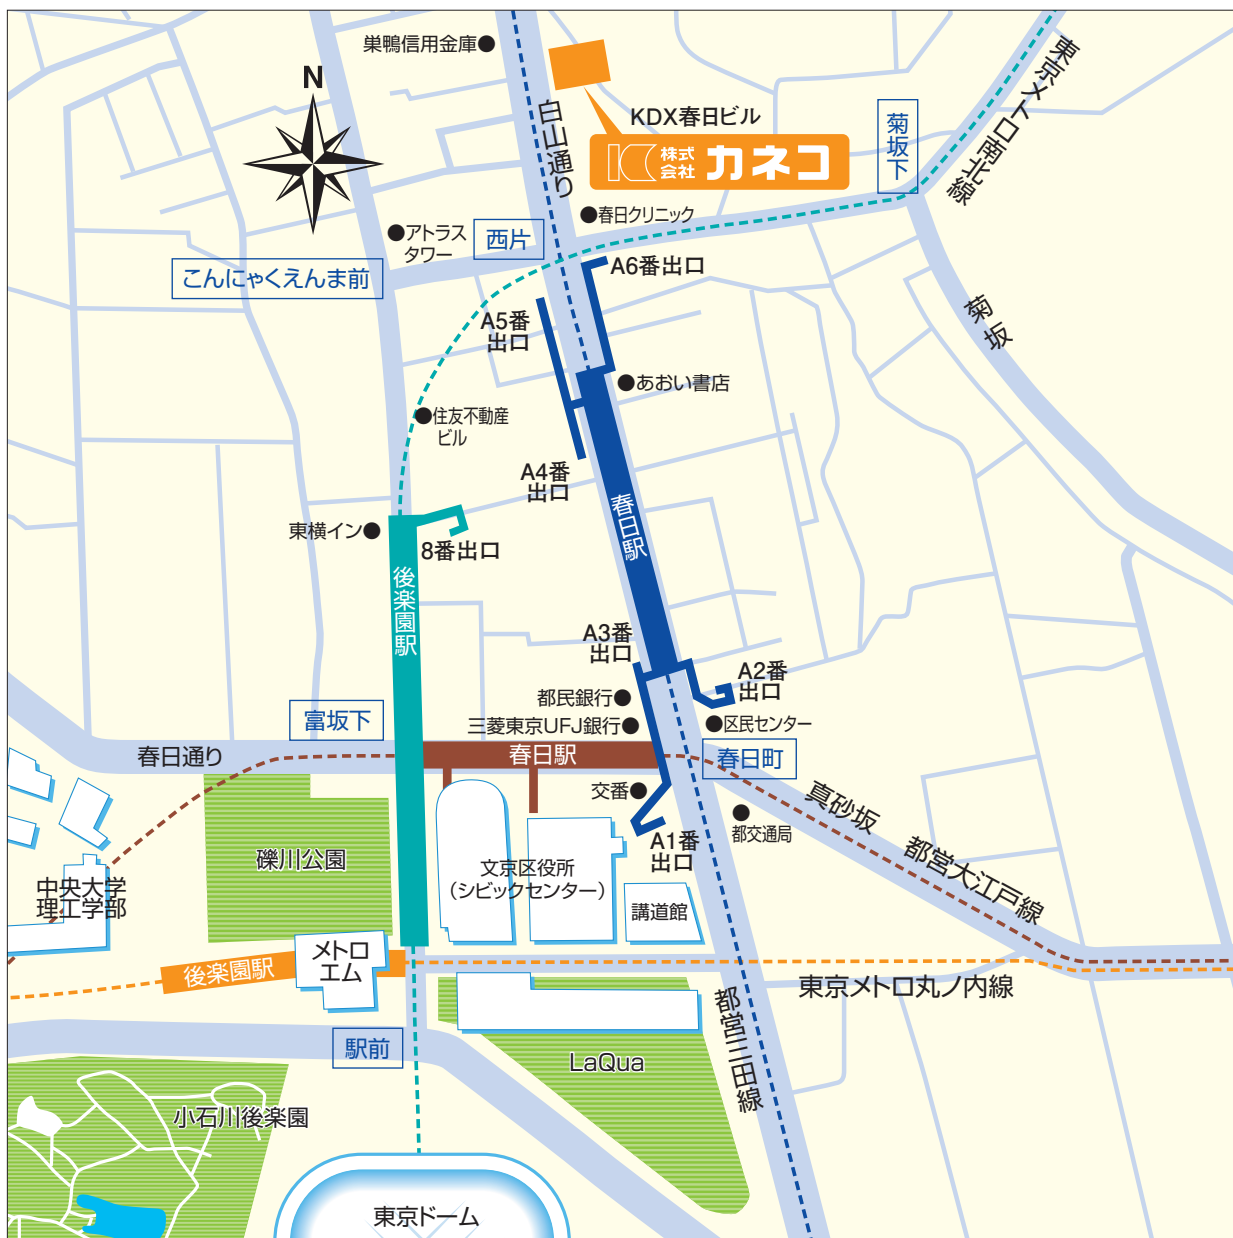 巣鴨信用金庫
N
白山通り
KDX春日ビル
株式
会社
カネコ
菊坂下
東京メトロ南北線
春日クリニック
アトラス
タワー
西片
こんにゃくえんま前
A6番出口
A5番
出口
菊坂
あおい書店
住友不動産
ビル
A4番
出口
春日駅
東横イン
8番出口
後楽園駅
A3番
出口
A2番
出口
都民銀行
三菱東京UFJ銀行
区民センター
富坂下
春日通り
春日駅
春日町
交番
真砂坂
都営大江戸線
都交通局
A1番
出口
礫川公園
文京区役所
(シビックセンター)
中央大学
理工学部
講道館
メトロ
エム
後楽園駅
東京メトロ丸ノ内線
都営三田線
駅前
LaQua
小石川後楽園
東京ドーム